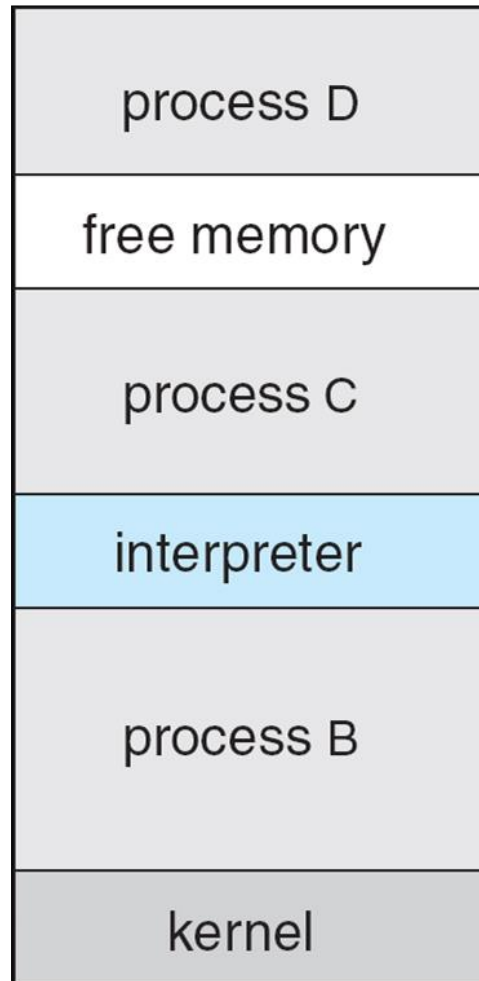 process D
free memory
process C
interpreter
process B
kernel